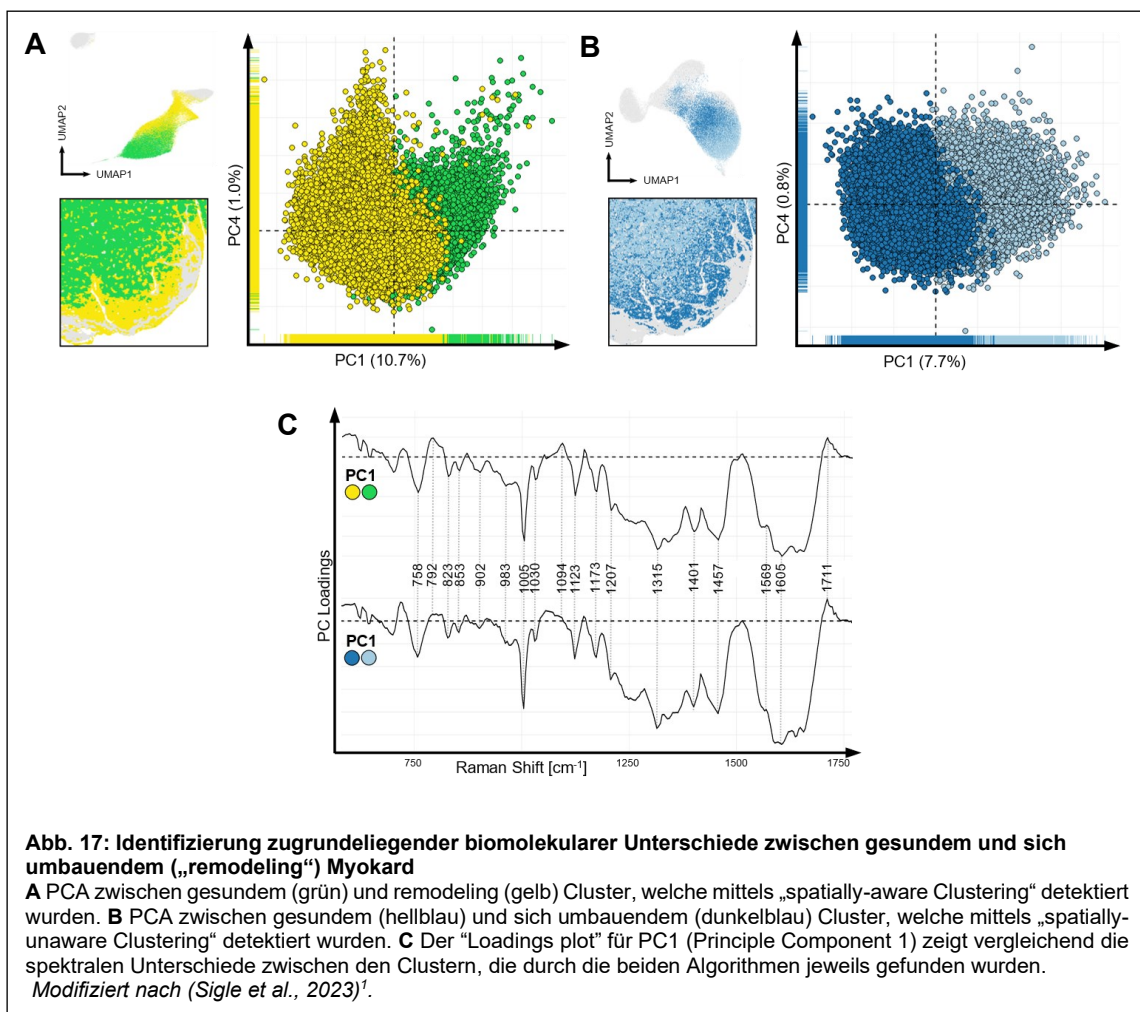 A
UMAP2
UMAP1
PC4 (1.0%)
PC1 (10.7%)
B
UMAP2
UMAP1
PC4 (0.8%)
PC1 (7.7%)
C
PC1
PC Loadings
758
792
823
853
902
983
1005
1030
1094
1123
1173
1207
1315
1401
1457
1569
1605
1711
PC1
750
1250
1500
1750
Raman Shift [cm-1]
Abb. 17: Identifizierung zugrundeliegender biomolekularer Unterschiede zwischen gesundem und sich
umbauendem („remodeling“) Myokard
A PCA zwischen gesundem (grün) und remodeling (gelb) Cluster, welche mittels „spatially-aware Clustering“ detektiert
wurden. B PCA zwischen gesundem (hellblau) und sich umbauendem (dunkelblau) Cluster, welche mittels „spatially-
unaware Clustering“ detektiert wurden. C Der “Loadings plot” für PC1 (Principle Component 1) zeigt vergleichend die
spektralen Unterschiede zwischen den Clustern, die durch die beiden Algorithmen jeweils gefunden wurden.
Modifiziert nach (Sigle et al., 2023)1.